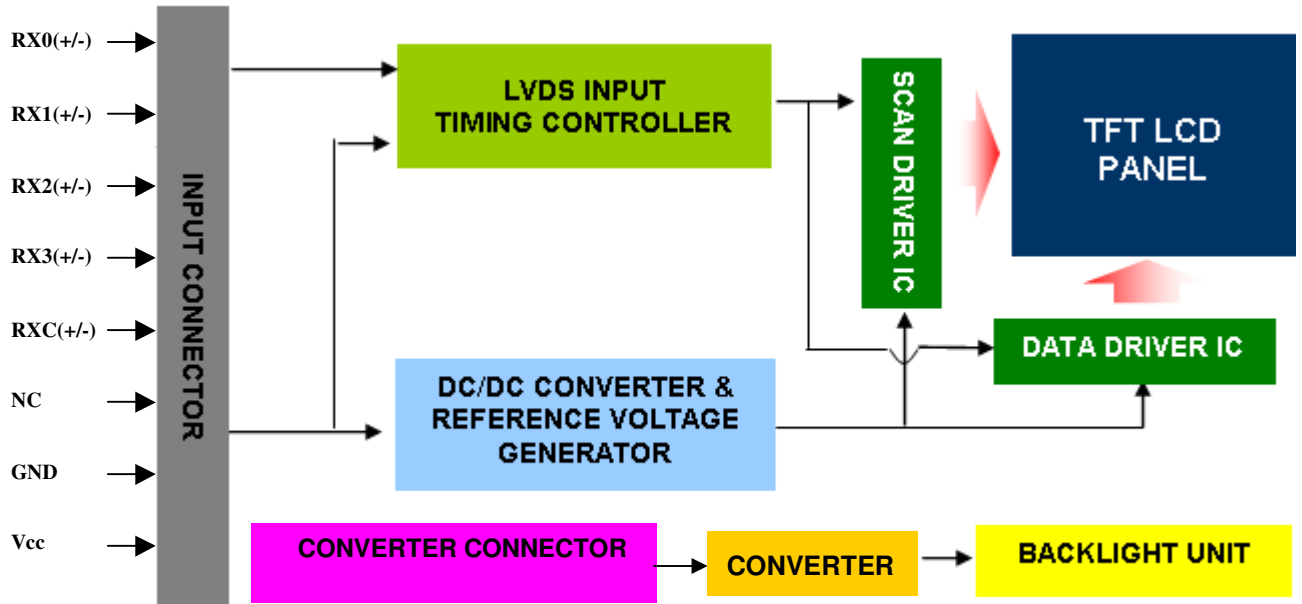 RX0(+/-)
RX1(+/-)
RX2(+/-)
RX3(+/-)
RXC(+/-)
NC
GND
Vcc
INPUT CONNECTOR
LVDS INPUT
TIMING CONTROLLER
DC/DC CONVERTER &
REFERENCE VOLTAGE
GENERATOR
SCAN DRIVER IC
TFT LCD
PANEL
DATA DRIVER IC
CONVERTER CONNECTOR
CONVERTER
BACKLIGHT UNIT